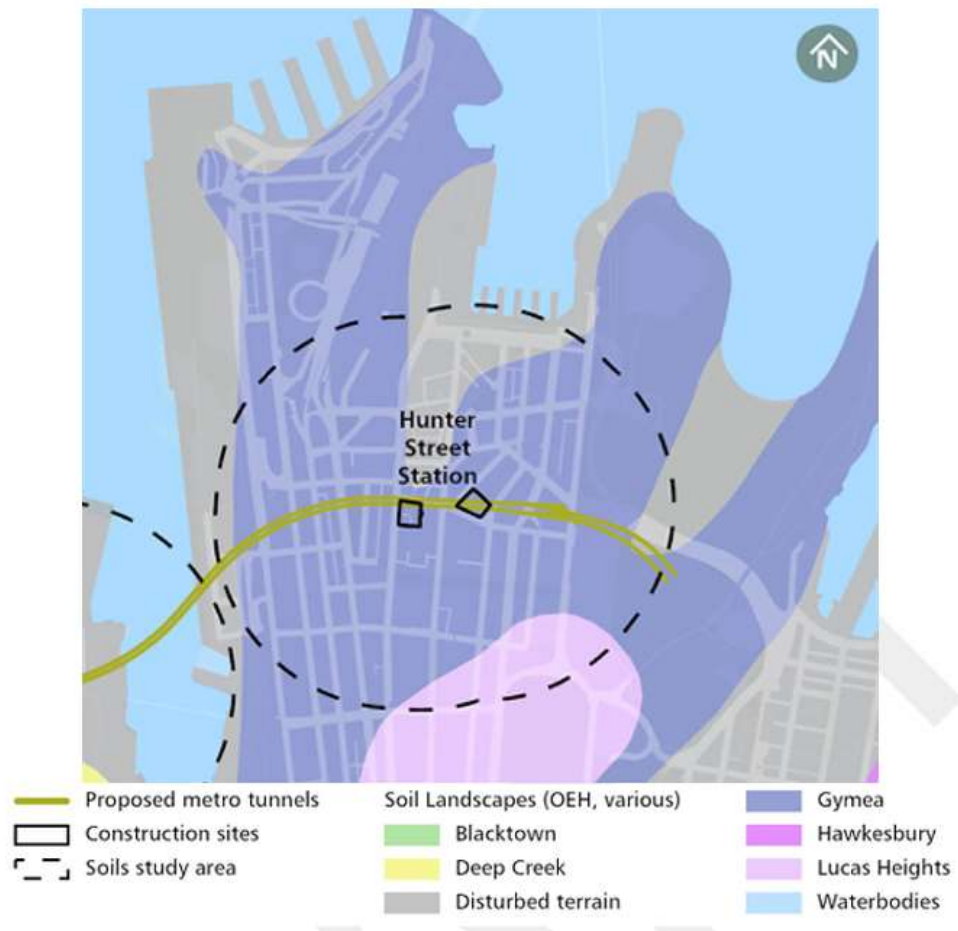 N
Hunter
Street
Station
Proposed metro tunnels
Construction sites
Soils study area
Soil Landscapes (OEH, various)
Blacktown
Deep Creek
Disturbed terrain
Gymea
Hawkesbury
Lucas Heights
Waterbodies